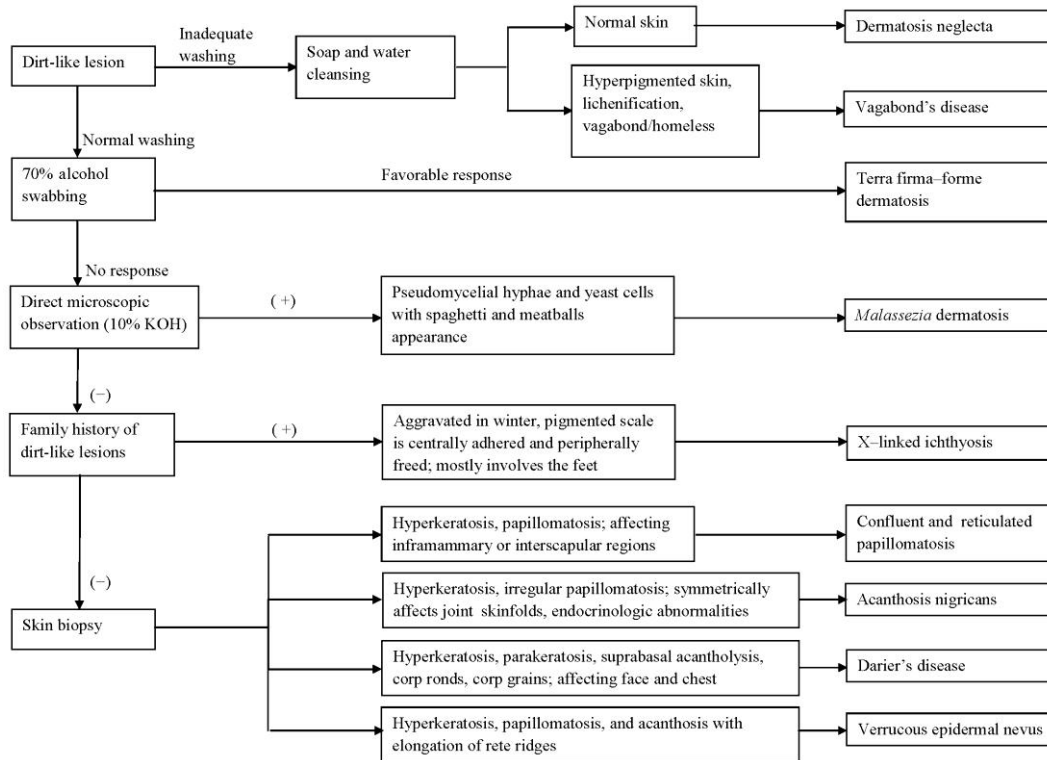 Dirt-like lesion
Inadequate
washing
Soap and water
cleansing
Normal skin
Dermatosis neglecta
Hyperpigmented skin,
lichenification,
vagabond/homeless
Vagabond’s disease
Normal washing
70% alcohol
swabbing
Favorable response
Terra firma–forme
dermatosis
No response
Direct microscopic
observation (10% KOH)
( +)
Pseudomycelial hyphae and yeast cells
with spaghetti and meatballs
appearance
Malassezia dermatosis
(−)
Family history of
dirt-like lesions
( +)
Aggravated in winter, pigmented scale
is centrally adhered and peripherally
freed; mostly involves the feet
X–linked ichthyosis
(−)
Skin biopsy
Hyperkeratosis, papillomatosis; affecting
inframammary or interscapular regions
Confluent and reticulated
papillomatosis
Hyperkeratosis, irregular papillomatosis; symmetrically
affects joint skinfolds, endocrinologic abnormalities
Acanthosis nigricans
Hyperkeratosis, parakeratosis, suprabasal acantholysis,
corp ronds, corp grains; affecting face and chest
Darier’s disease
Hyperkeratosis, papillomatosis, and acanthosis with
elongation of rete ridges
Verrucous epidermal nevus